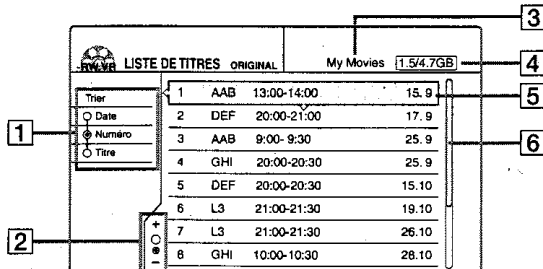 3
-RWVR LISTE DE TITRES ORIGINAL My Movies 1.5/4.7GB 4
1 AAB 13:00-14:00 15. 9 5
Trier
Date
Numéro
Titre
1
2 DEF 20:00-21:00 17. 9
3 AAB 9:00- 9:30 25. 9
6
4 GHI 20:00-20:30 25. 9
5 DEF 20:00-20:30 15.10
6 L3 21:00-21:30 19.10
7 L3 21:00-21:30 26.10
8 GHI 10:00-10:30 28.10
2
+
-